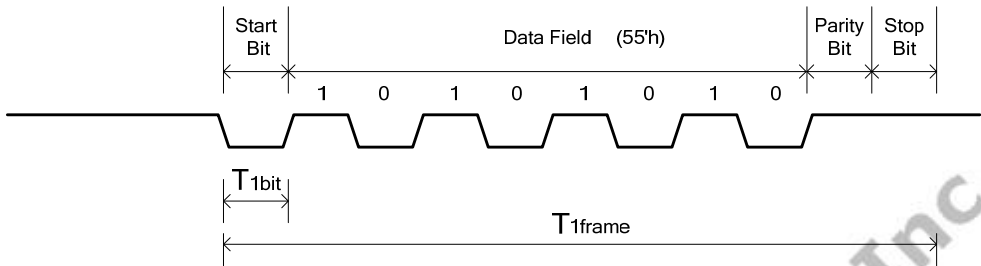 Start
Bit
Data Field (55'h)
Parity
Bit
Stop
Bit
1 0 1 0 1 0 1 0
T1bit
T1frame
Inc